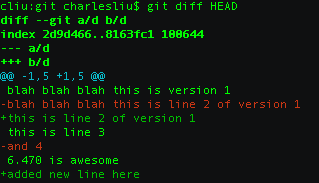 cliu:git charlesliu$ git diff HEAD
diff --git a/d b/d
index 2d9d466..8163fc1 100644
--- a/d
+++ b/d
@@ -1,5 +1,5 @@
 blah blah blah this is version 1
-blah blah blah this is line 2 of version 1
+this is line 2 of version 1
 this is line 3
-and 4
 6.470 is awesome
+added new line here